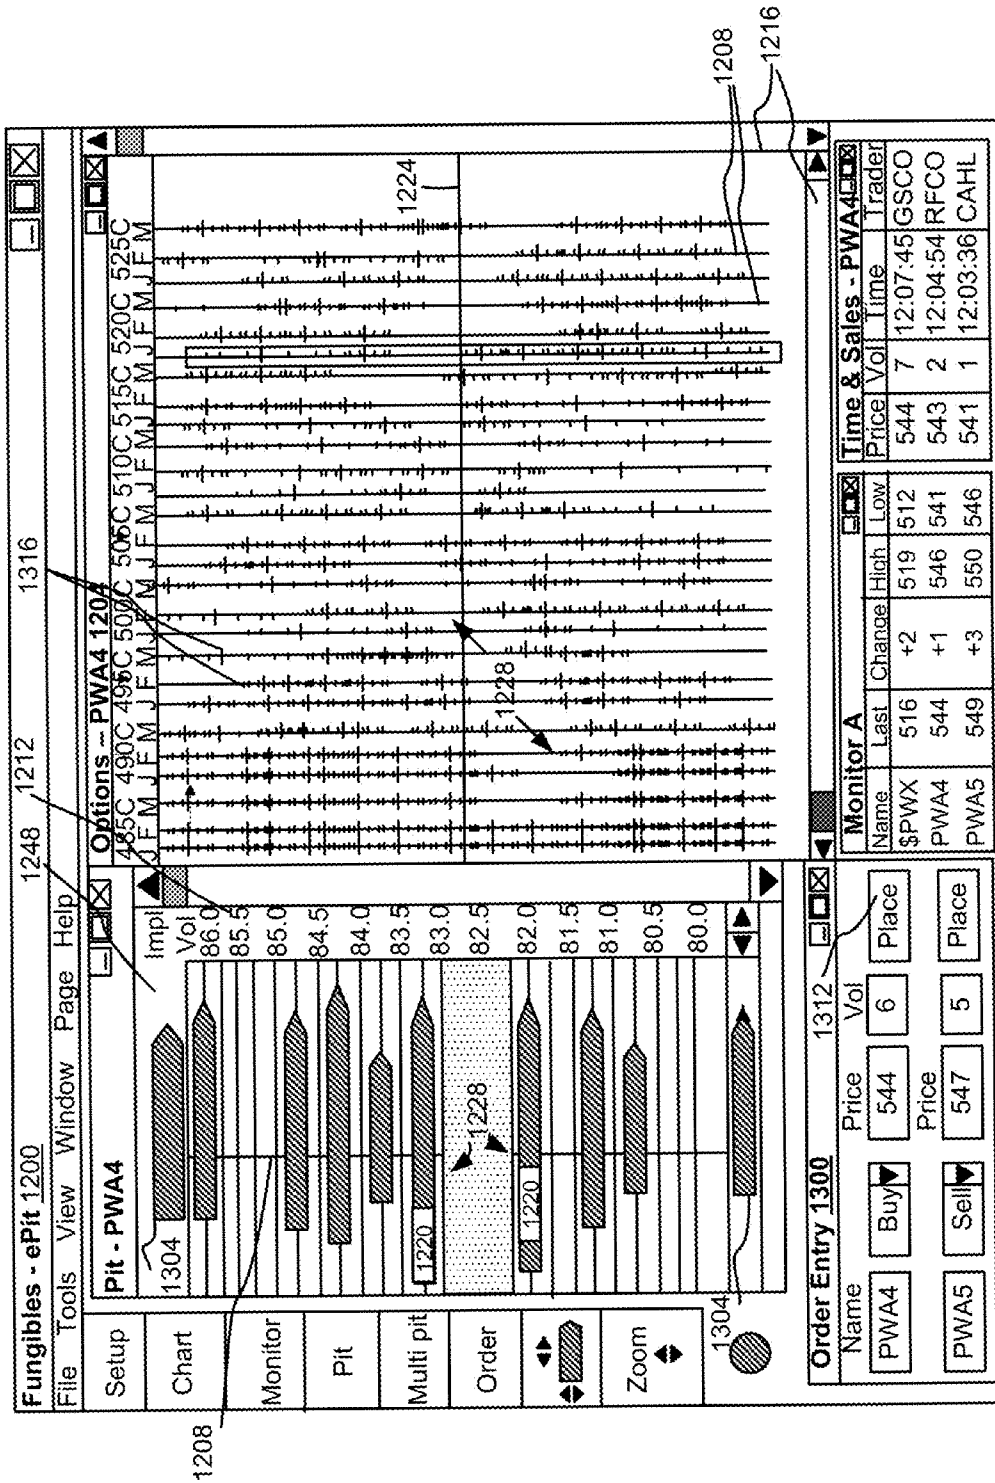 1248
1212
1316
Fungibles - ePit 1200
File Tools View Window Page Help
Setup
Chart
Monitor
Pit
Multi pit
Order
Zoom
1304
1208
Pit - PWA4
1304
Impl
Vol
86.0
85.5
85.0
84.5
84.0
83.5
83.0
82.5
82.0
81.5
81.0
80.5
80.0
1220
1228
1220
Options – PWA4 1204
485C 490C 495C 500C 505C 510C 515C 520C 525C
J F M J F M J F M J F M J F M J F M J F M J F M J F M
1224
1228
1208
1216
Order Entry 1300
1312
Name Price Vol
PWA4 Buy 544 6 Place
Price
PWA5 Sell 547 5 Place
Monitor A
Name Last Change High Low
$PWX 516 +2 519 512
PWA4 544 +1 546 541
PWA5 549 +3 550 546
Time & Sales - PWA4
Price Vol Time Trader
544 7 12:07:45 GSCO
543 2 12:04:54 RFCO
541 1 12:03:36 CAHL